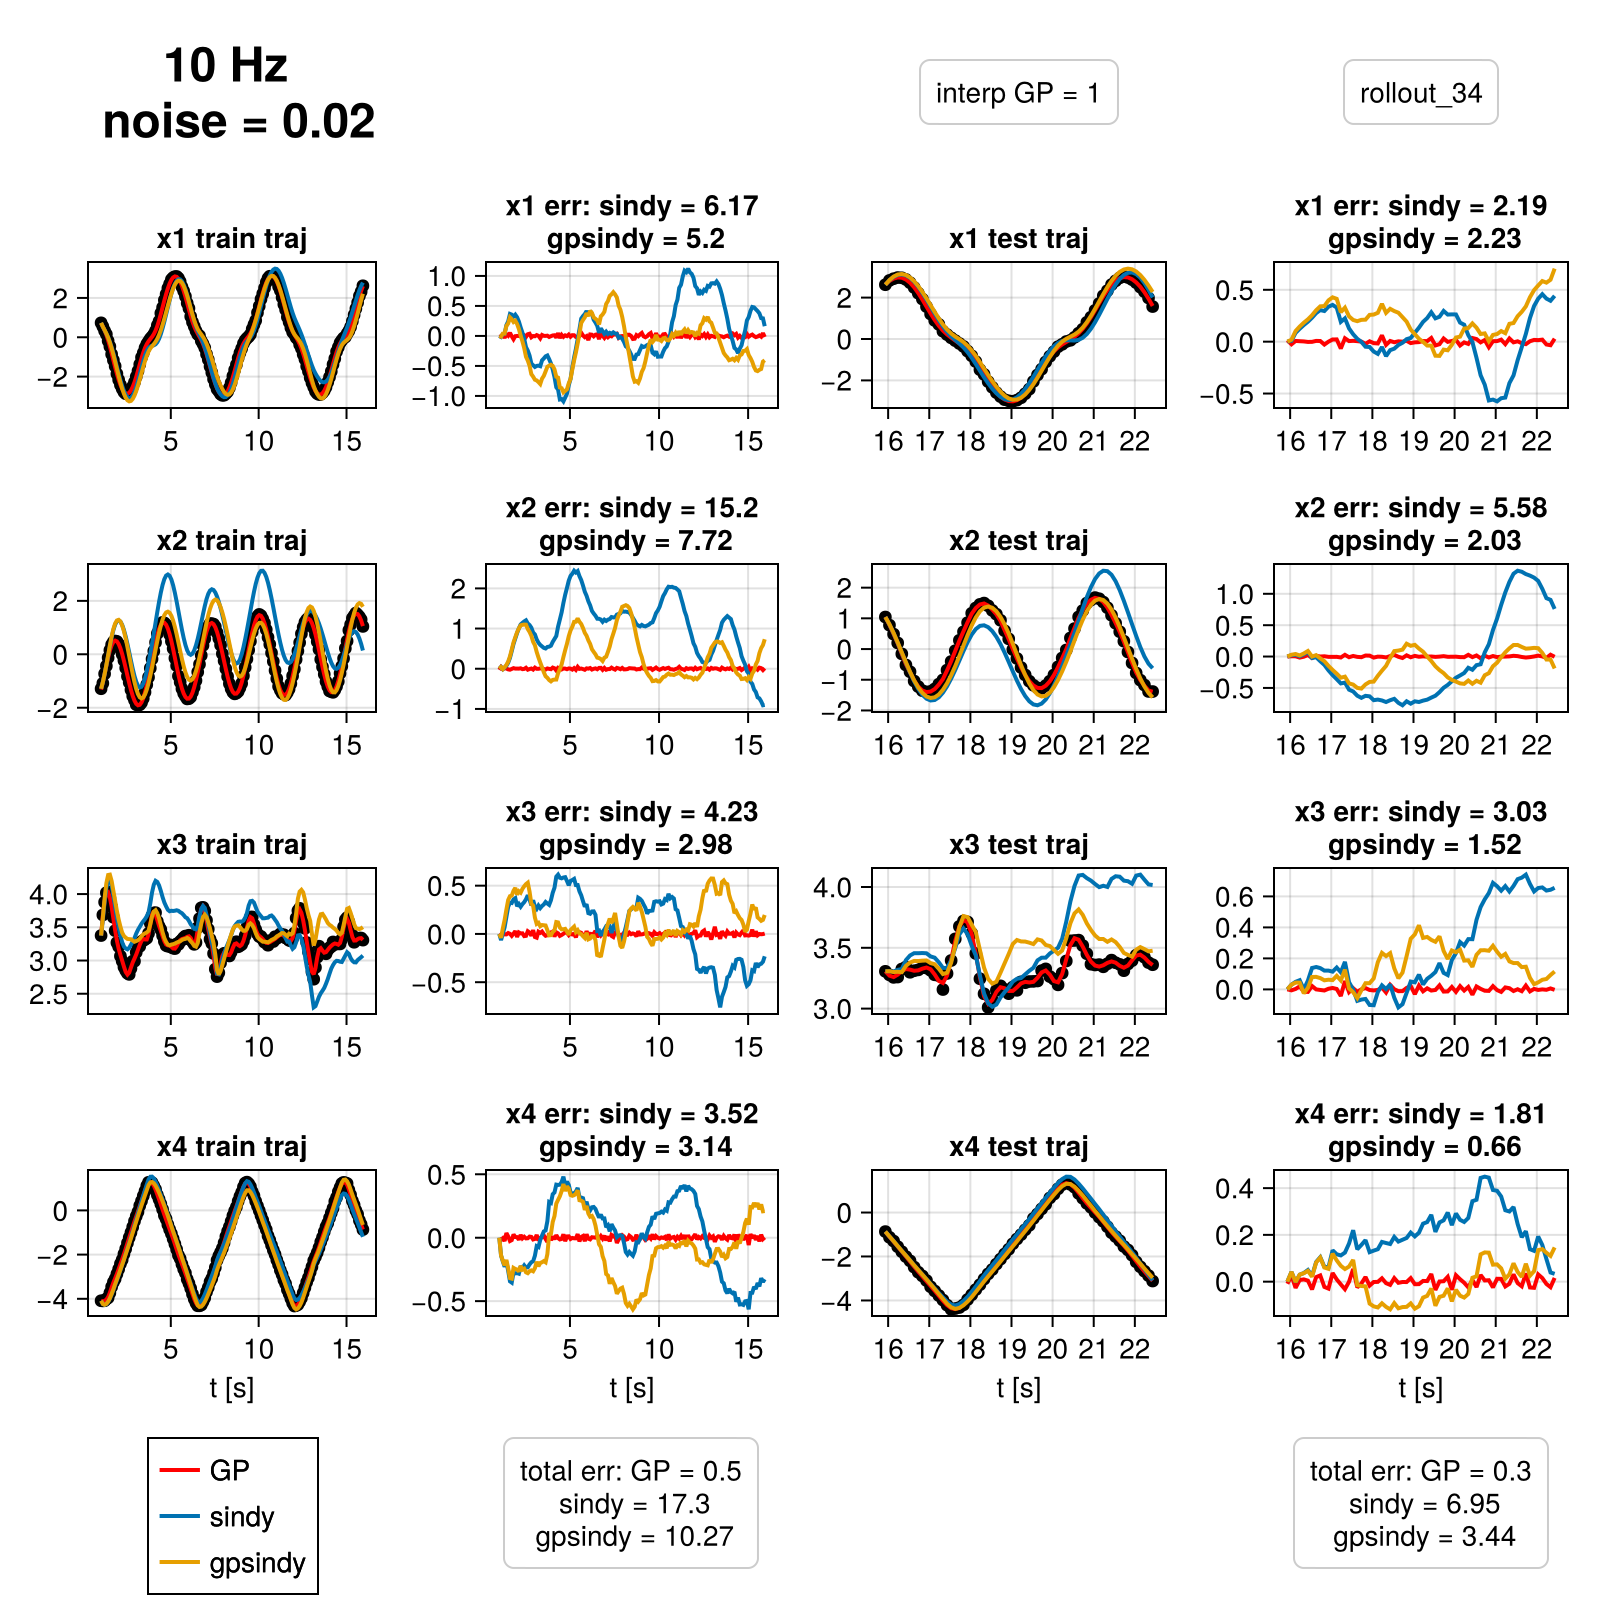 10 Hz
noise = 0.02
interp GP = 1
rollout_34
x1 train traj
2
0
−2
5
10
15
x1 err: sindy = 6.17
gpsindy = 5.2
1.0
0.5
0.0
−0.5
−1.0
5
10
15
x1 test traj
2
0
−2
16 17 18 19 20 21 22
x1 err: sindy = 2.19
gpsindy = 2.23
0.5
0.0
−0.5
16 17 18 19 20 21 22
x2 train traj
2
0
−2
5
10
15
x2 err: sindy = 15.2
gpsindy = 7.72
2
1
0
−1
5
10
15
x2 test traj
2
1
0
−1
−2
16 17 18 19 20 21 22
x2 err: sindy = 5.58
gpsindy = 2.03
1.0
0.5
0.0
−0.5
16 17 18 19 20 21 22
x3 train traj
4.0
3.5
3.0
2.5
5
10
15
x3 err: sindy = 4.23
gpsindy = 2.98
0.5
0.0
−0.5
5
10
15
x3 test traj
4.0
3.5
3.0
16 17 18 19 20 21 22
x3 err: sindy = 3.03
gpsindy = 1.52
0.6
0.4
0.2
0.0
16 17 18 19 20 21 22
x4 train traj
0
−2
−4
5
10
15
t [s]
x4 err: sindy = 3.52
gpsindy = 3.14
0.5
0.0
−0.5
5
10
15
t [s]
x4 test traj
0
−2
−4
16 17 18 19 20 21 22
t [s]
x4 err: sindy = 1.81
gpsindy = 0.66
0.4
0.2
0.0
16 17 18 19 20 21 22
t [s]
GP
sindy
gpsindy
total err: GP = 0.5
sindy = 17.3
gpsindy = 10.27
total err: GP = 0.3
sindy = 6.95
gpsindy = 3.44